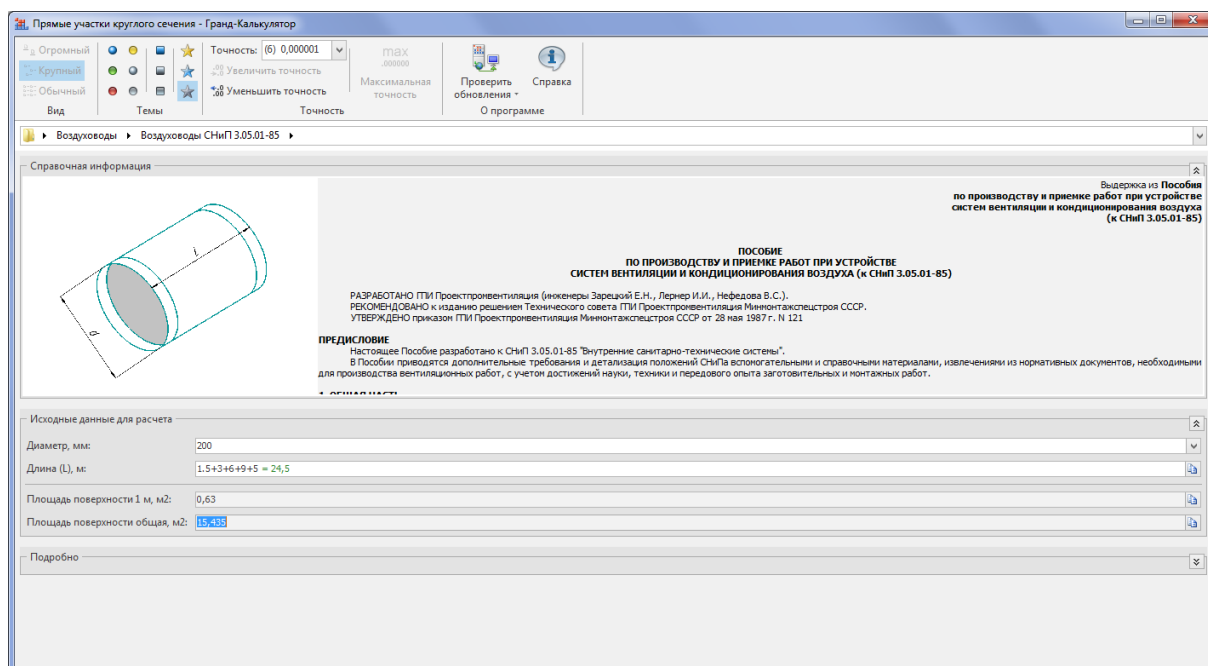 Прямые участки круглого сечения - Гранд-Калькулятор
Огромный
Крупный
Обычный
Вид
Темы
Точность: (6) 0,000001
Увеличить точность
Уменьшить точность
Точность
max
.000000
Максимальная
точность
Проверить
обновления
Справка
О программе
Воздуховоды
Воздуховоды СНиП 3.05.01-85
Справочная информация
l
d
Выдержка из Пособия
по производству и приемке работ при устройстве
систем вентиляции и кондиционирования воздуха
(к СНиП 3.05.01-85)
ПОСОБИЕ
ПО ПРОИЗВОДСТВУ И ПРИЕМКЕ РАБОТ ПРИ УСТРОЙСТВЕ
СИСТЕМ ВЕНТИЛЯЦИИ И КОНДИЦИОНИРОВАНИЯ ВОЗДУХА (к СНиП 3.05.01-85)
РАЗРАБОТАНО ГПИ Проектпромвентиляция (инженеры Зарецкий Е.Н., Лернер И.И., Нефедова В.С.).
РЕКОМЕНДОВАНО к изданию решением Технического совета ГПИ Проектпромвентиляция Минмонтажспецстроя СССР.
УТВЕРЖДЕНО приказом ГПИ Проектпромвентиляция Минмонтажспецстроя СССР от 28 мая 1987 г. N 121
ПРЕДИСЛОВИЕ
Настоящее Пособие разработано к СНиП 3.05.01-85 "Внутренние санитарно-технические системы".
В Пособии приводятся дополнительные требования и детализация положений СНиПа вспомогательными и справочными материалами, извлечениями из нормативных документов, необходимыми
для производства вентиляционных работ, с учетом достижений науки, техники и передового опыта заготовительных и монтажных работ.
1. ОБЩАЯ ЧАСТЬ
Исходные данные для расчета
Диаметр, мм: 200
Длина (L), м: 1.5+3+6+9+5 = 24,5
Площадь поверхности 1 м, м2: 0,63
Площадь поверхности общая, м2: 15,435
Подробно